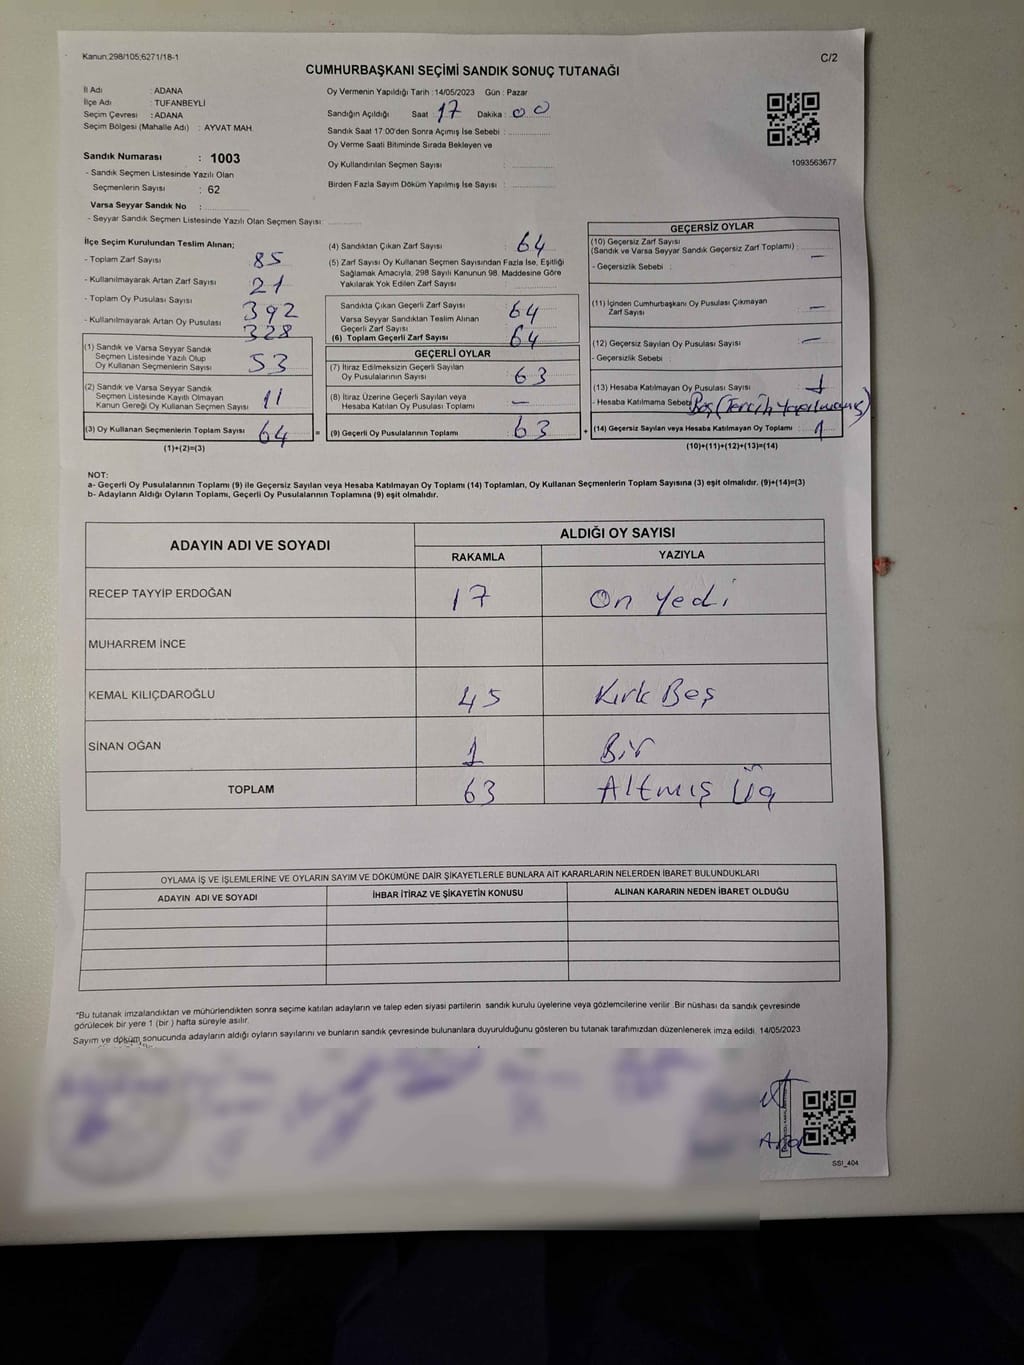 Kanun;298/105;6271/18-1
C/2
CUMHURBAŞKANI SEÇİMİ SANDIK SONUÇ TUTANAĞI
İl Adı : ADANA
İlçe Adı : TUFANBEYLİ
Seçim Çevresi : ADANA
Seçim Bölgesi (Mahalle Adı) : AYVAT MAH.
Oy Vermenin Yapıldığı Tarih :14/05/2023 Gün : Pazar
Sandığın Açıldığı Saat : 17 Dakika : 00
Sandık Saat 17.00'den Sonra Açımış İse Sebebi :
Oy Verme Saati Bitiminde Sırada Bekleyen ve
Oy Kullandırılan Seçmen Sayısı :
Birden Fazla Sayım Döküm Yapılmış İse Sayısı :
1093563677
Sandık Numarası : 1003
- Sandık Seçmen Listesinde Yazılı Olan
Seçmenlerin Sayısı : 62
Varsa Seyyar Sandık No :
- Seyyar Sandık Seçmen Listesinde Yazılı Olan Seçmen Sayısı:
İlçe Seçim Kurulundan Teslim Alınan;
- Toplam Zarf Sayısı : 85
- Kullanılmayarak Artan Zarf Sayısı : 21
- Toplam Oy Pusulası Sayısı : 392
- Kullanılmayarak Artan Oy Pusulası : 328
(1) Sandık ve Varsa Seyyar Sandık
Seçmen Listesinde Yazılı Olup
Oy Kullanan Seçmenlerin Sayısı : 53
(2) Sandık ve Varsa Seyyar Sandık
Seçmen Listesinde Kayıtlı Olmayan
Kanun Gereği Oy Kullanan Seçmen Sayısı : 11
(3) Oy Kullanan Seçmenlerin Toplam Sayısı : 64
(1)+(2)=(3)
(4) Sandıktan Çıkan Zarf Sayısı : 64
(5) Zarf Sayısı Oy Kullanan Seçmen Sayısından Fazla İse, Eşitliği
Sağlamak Amacıyla, 298 Sayılı Kanunun 98. Maddesine Göre
Yakılarak Yok Edilen Zarf Sayısı :
Sandıkta Çıkan Geçerli Zarf Sayısı : 64
Varsa Seyyar Sandıktan Teslim Alınan
Geçerli Zarf Sayısı :
(6) Toplam Geçerli Zarf Sayısı : 64
GEÇERLİ OYLAR
(7) İtiraz Edilmeksizin Geçerli Sayılan
Oy Pusulalarının Sayısı : 63
(8) İtiraz Üzerine Geçerli Sayılan veya
Hesaba Katılan Oy Pusulası Toplamı : —
= (9) Geçerli Oy Pusulalarının Toplamı : 63
GEÇERSİZ OYLAR
(10) Geçersiz Zarf Sayısı
(Sandık ve Varsa Seyyar Sandık Geçersiz Zarf Toplamı) : —
- Geçersizlik Sebebi :
(11) İçinden Cumhurbaşkanı Oy Pusulası Çıkmayan
Zarf Sayısı : —
(12) Geçersiz Sayılan Oy Pusulası Sayısı : —
- Geçersizlik Sebebi :
(13) Hesaba Katılmayan Oy Pusulası Sayısı : 1
- Hesaba Katılmama Sebebi Boş (Tercih Yapılmamış)
+ (14) Geçersiz Sayılan veya Hesaba Katılmayan Oy Toplamı : 1
(10)+(11)+(12)+(13)=(14)
NOT:
a- Geçerli Oy Pusulalarının Toplamı (9) ile Geçersiz Sayılan veya Hesaba Katılmayan Oy Toplamı (14) Toplamları, Oy Kullanan Seçmenlerin Toplam Sayısına (3) eşit olmalıdır. (9)+(14)=(3)
b- Adayların Aldığı Oyların Toplamı, Geçerli Oy Pusulalarının Toplamına (9) eşit olmalıdır.
ADAYIN ADI VE SOYADI ALDIĞI OY SAYISI
RAKAMLA YAZIYLA
RECEP TAYYİP ERDOĞAN 17 On Yedi
MUHARREM İNCE
KEMAL KILIÇDAROĞLU 45 Kırk Beş
SİNAN OĞAN 1 Bir
TOPLAM 63 Altmış Üç
OYLAMA İŞ VE İŞLEMLERİNE VE OYLARIN SAYIM VE DÖKÜMÜNE DAİR ŞİKAYETLERLE BUNLARA AİT KARARLARIN NELERDEN İBARET BULUNDUKLARI
ADAYIN ADI VE SOYADI İHBAR İTİRAZ VE ŞİKAYETİN KONUSU ALINAN KARARIN NEDEN İBARET OLDUĞU
*Bu tutanak imzalandıktan ve mühürlendikten sonra seçime katılan adayların ve talep eden siyasi partilerin sandık kurulu üyelerine veya gözlemcilerine verilir .Bir nüshası da sandık çevresinde
görülecek bir yere 1 (bir ) hafta süreyle asılır.
Sayım ve döküm sonucunda adayların aldığı oyların sayılarını ve bunların sandık çevresinde bulunanlara duyurulduğunu gösteren bu tutanak tarafımızdan düzenlenerek imza edildi. 14/05/2023
SSI_404